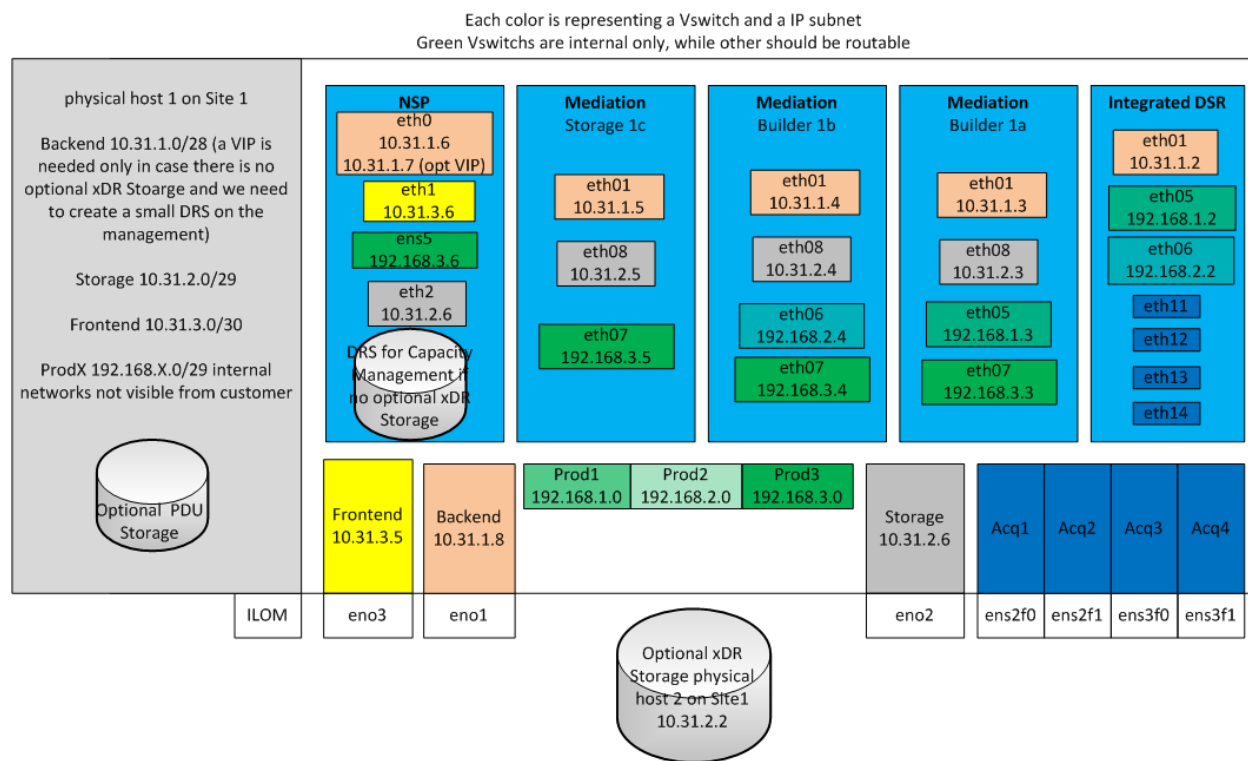 Each color is representing a Vswitch and a IP subnet
Green Vswitchs are internal only, while other should be routable
physical host 1 on Site 1
Backend 10.31.1.0/28 (a VIP is
needed only in case there is no
optional xDR Stoarge and we need
to create a small DRS on the
management)
Storage 10.31.2.0/29
Frontend 10.31.3.0/30
ProdX 192.168.X.0/29 internal
networks not visible from customer
Optional PDU
Storage
NSP
eth0
10.31.1.6
10.31.1.7 (opt VIP)
eth1
10.31.3.6
ens5
192.168.3.6
eth2
10.31.2.6
DRS for Capacity
Management if
no optional xDR
Storage
Mediation
Storage 1c
eth01
10.31.1.5
eth08
10.31.2.5
eth07
192.168.3.5
Mediation
Builder 1b
eth01
10.31.1.4
eth08
10.31.2.4
eth06
192.168.2.4
eth07
192.168.3.4
Mediation
Builder 1a
eth01
10.31.1.3
eth08
10.31.2.3
eth05
192.168.1.3
eth07
192.168.3.3
Integrated DSR
eth01
10.31.1.2
eth05
192.168.1.2
eth06
192.168.2.2
eth11
eth12
eth13
eth14
Frontend
10.31.3.5
Backend
10.31.1.8
Prod1
192.168.1.0
Prod2
192.168.2.0
Prod3
192.168.3.0
Storage
10.31.2.6
Acq1
Acq2
Acq3
Acq4
ILOM
eno3
eno1
eno2
ens2f0
ens2f1
ens3f0
ens3f1
Optional xDR
Storage physical
host 2 on Site1
10.31.2.2